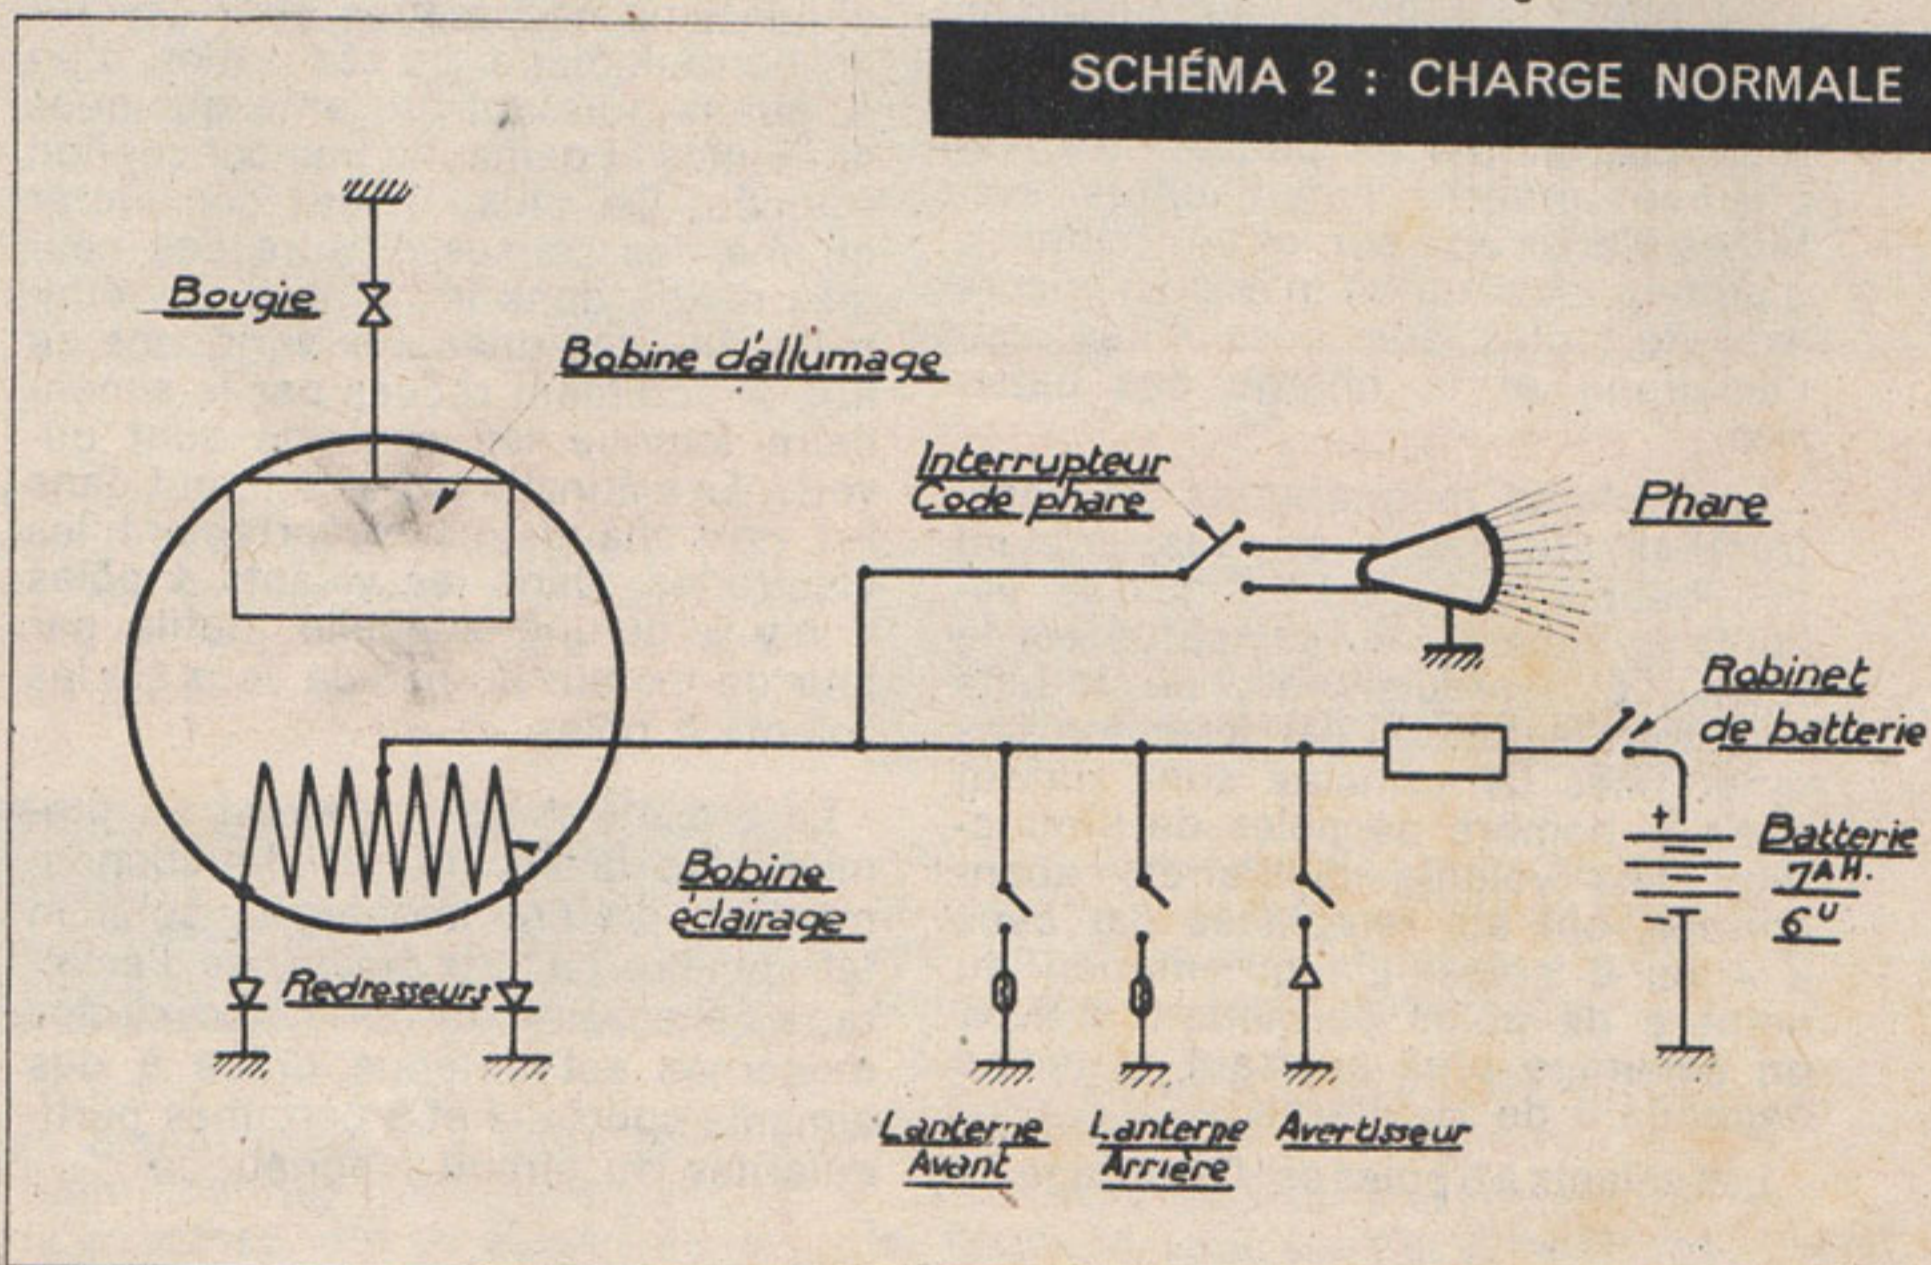 SCHÉMA 2 : CHARGE NORMALE
Bougie
Bobine d'allumage
Interrupteur
Code phare
Phare
Robinet
de batterie
+
Batterie
7AH.
6U
-
Bobine
éclairage
Redresseurs
Lanterne
Avant
Lanterne
Arrière
Avertisseur